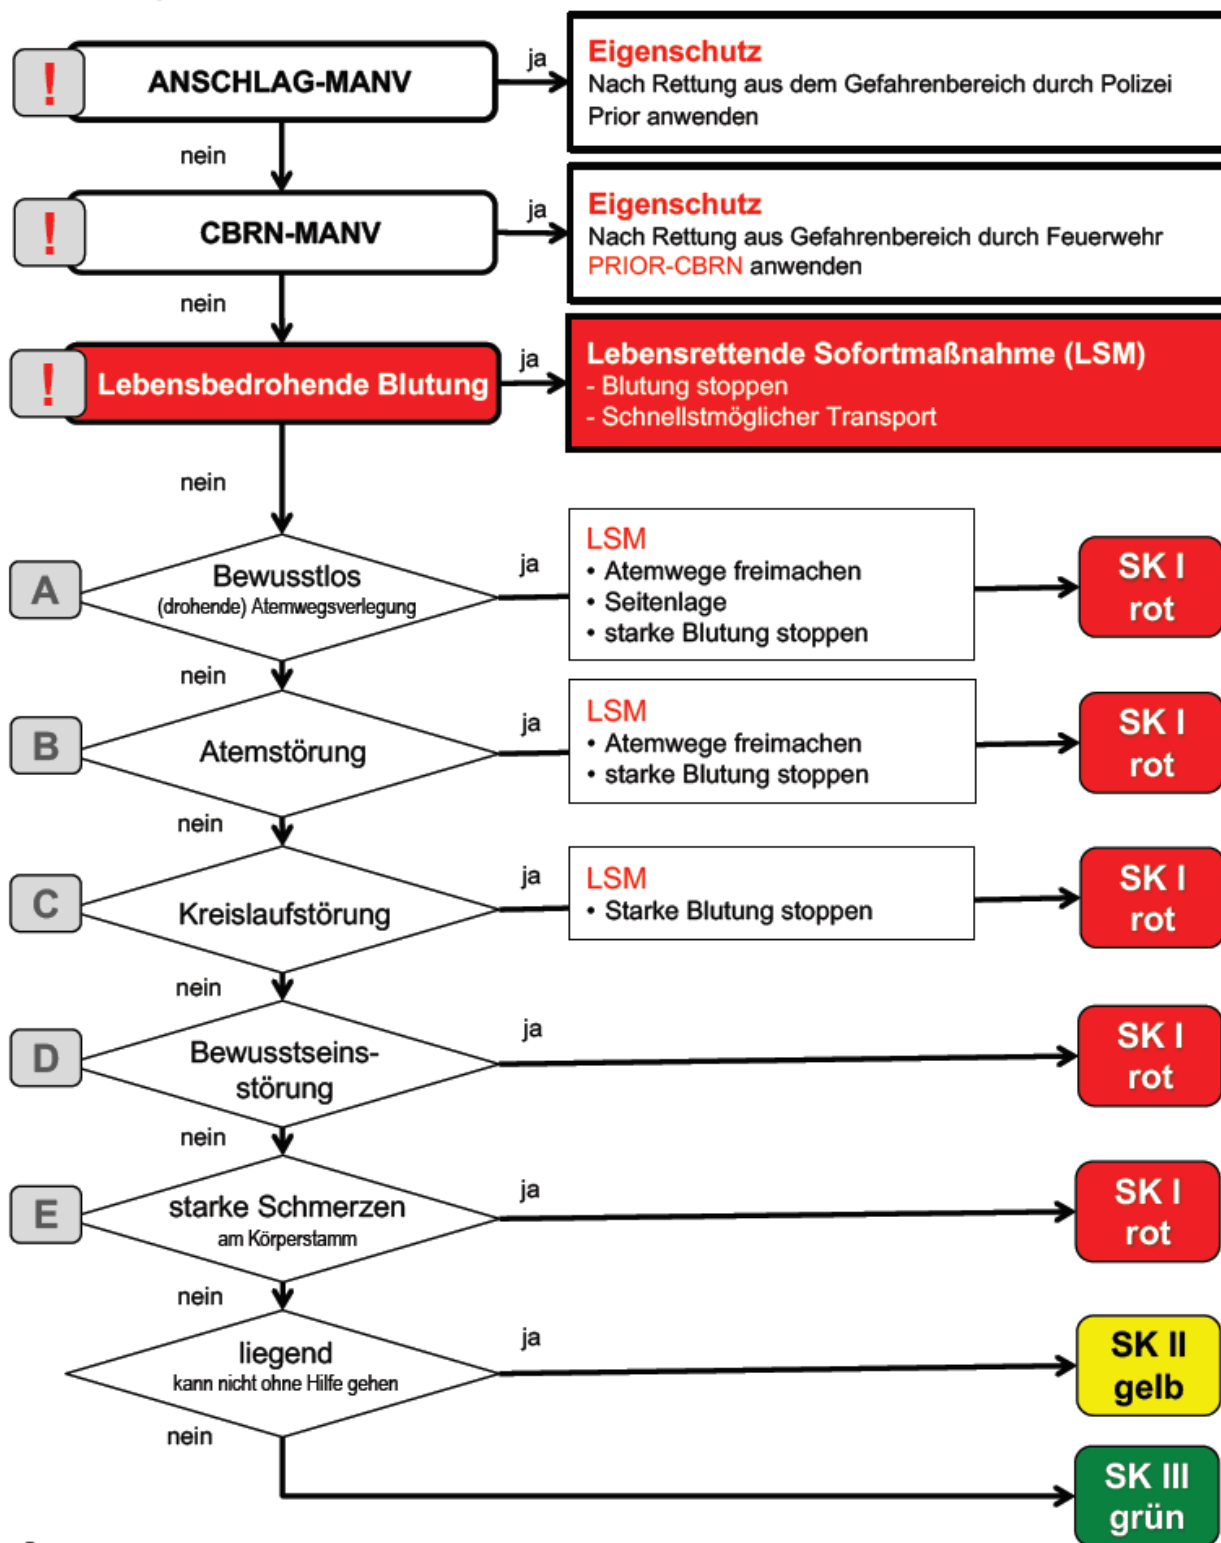 !
ANSCHLAG-MANV
ja
Eigenschutz
Nach Rettung aus dem Gefahrenbereich durch Polizei
Prior anwenden
nein
!
CBRN-MANV
ja
Eigenschutz
Nach Rettung aus Gefahrenbereich durch Feuerwehr
PRIOR-CBRN anwenden
nein
!
Lebensbedrohende Blutung
ja
Lebensrettende Sofortmaßnahme (LSM)
- Blutung stoppen
- Schnellstmöglicher Transport
nein
A
Bewusstlos
(drohende) Atemwegsverlegung
ja
LSM
• Atemwege freimachen
• Seitenlage
• starke Blutung stoppen
SK I
rot
nein
B
Atemstörung
ja
LSM
• Atemwege freimachen
• starke Blutung stoppen
SK I
rot
nein
C
Kreislaufstörung
ja
LSM
• Starke Blutung stoppen
SK I
rot
nein
D
Bewusstseins-
störung
ja
SK I
rot
nein
E
starke Schmerzen
am Körperstamm
ja
SK I
rot
nein
liegend
kann nicht ohne Hilfe gehen
ja
SK II
gelb
nein
SK III
grün